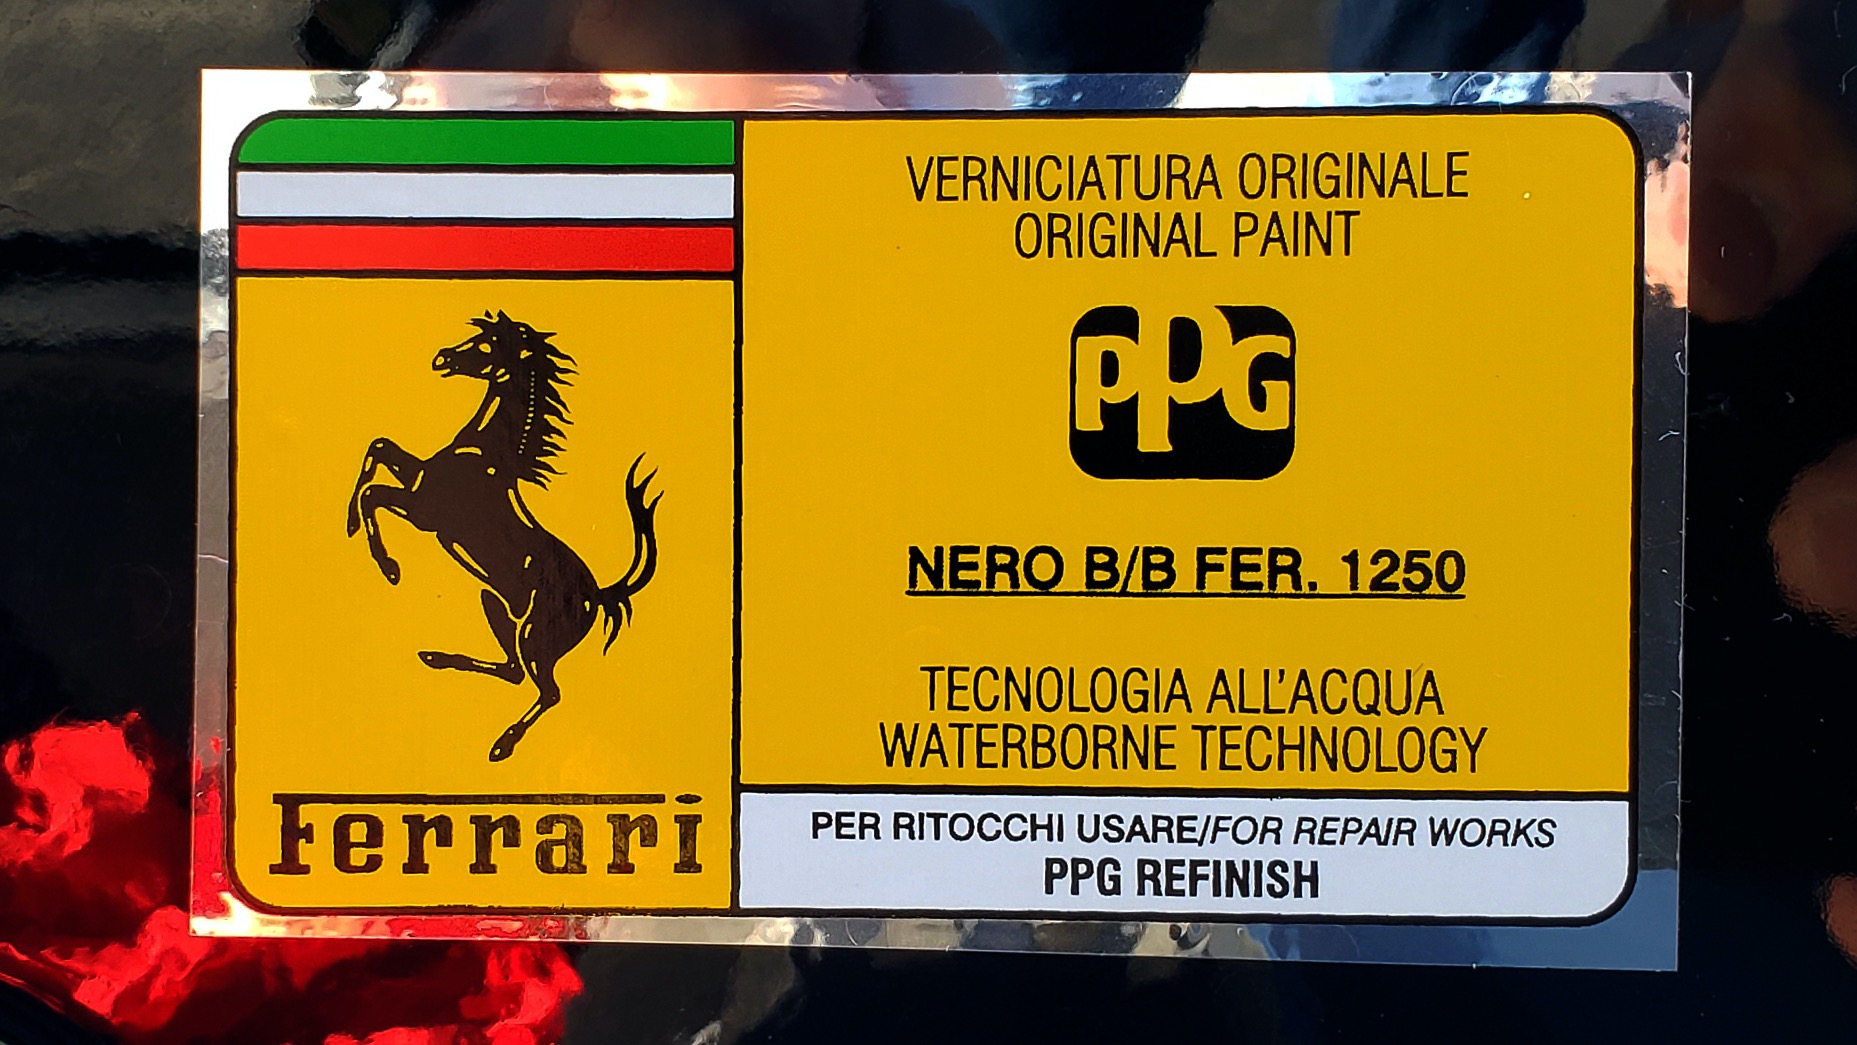 Ferrari
VERNICIATURA ORIGINALE
ORIGINAL PAINT
PPG
NERO B/B FER. 1250
TECNOLOGIA ALL'ACQUA
WATERBORNE TECHNOLOGY
PER RITOCCHI USARE/FOR REPAIR WORKS
PPG REFINISH